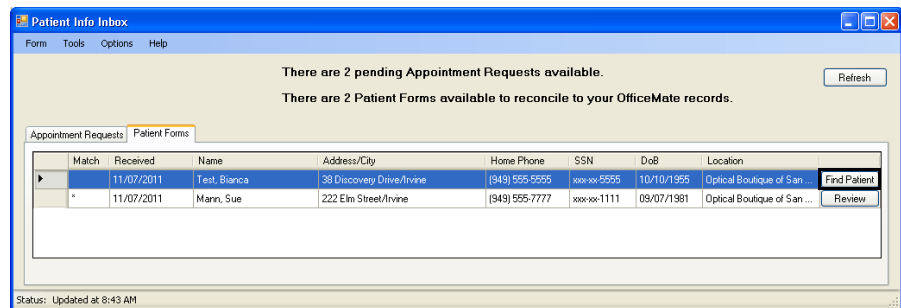 Patient Info Inbox
Form Tools Options Help
There are 2 pending Appointment Requests available.
Refresh
There are 2 Patient Forms available to reconcile to your OfficeMate records.
Appointment Requests Patient Forms
Match Received Name Address/City Home Phone SSN DoB Location
11/07/2011 Test, Bianca 38 Discovery Drive/Irvine (949) 555-5555 xxx-xx-5555 10/10/1955 Optical Boutique of San ... Find Patient
* 11/07/2011 Mann, Sue 222 Elm Street/Irvine (949) 555-7777 xxx-xx-1111 09/07/1981 Optical Boutique of San ... Review
Status: Updated at 8:43 AM